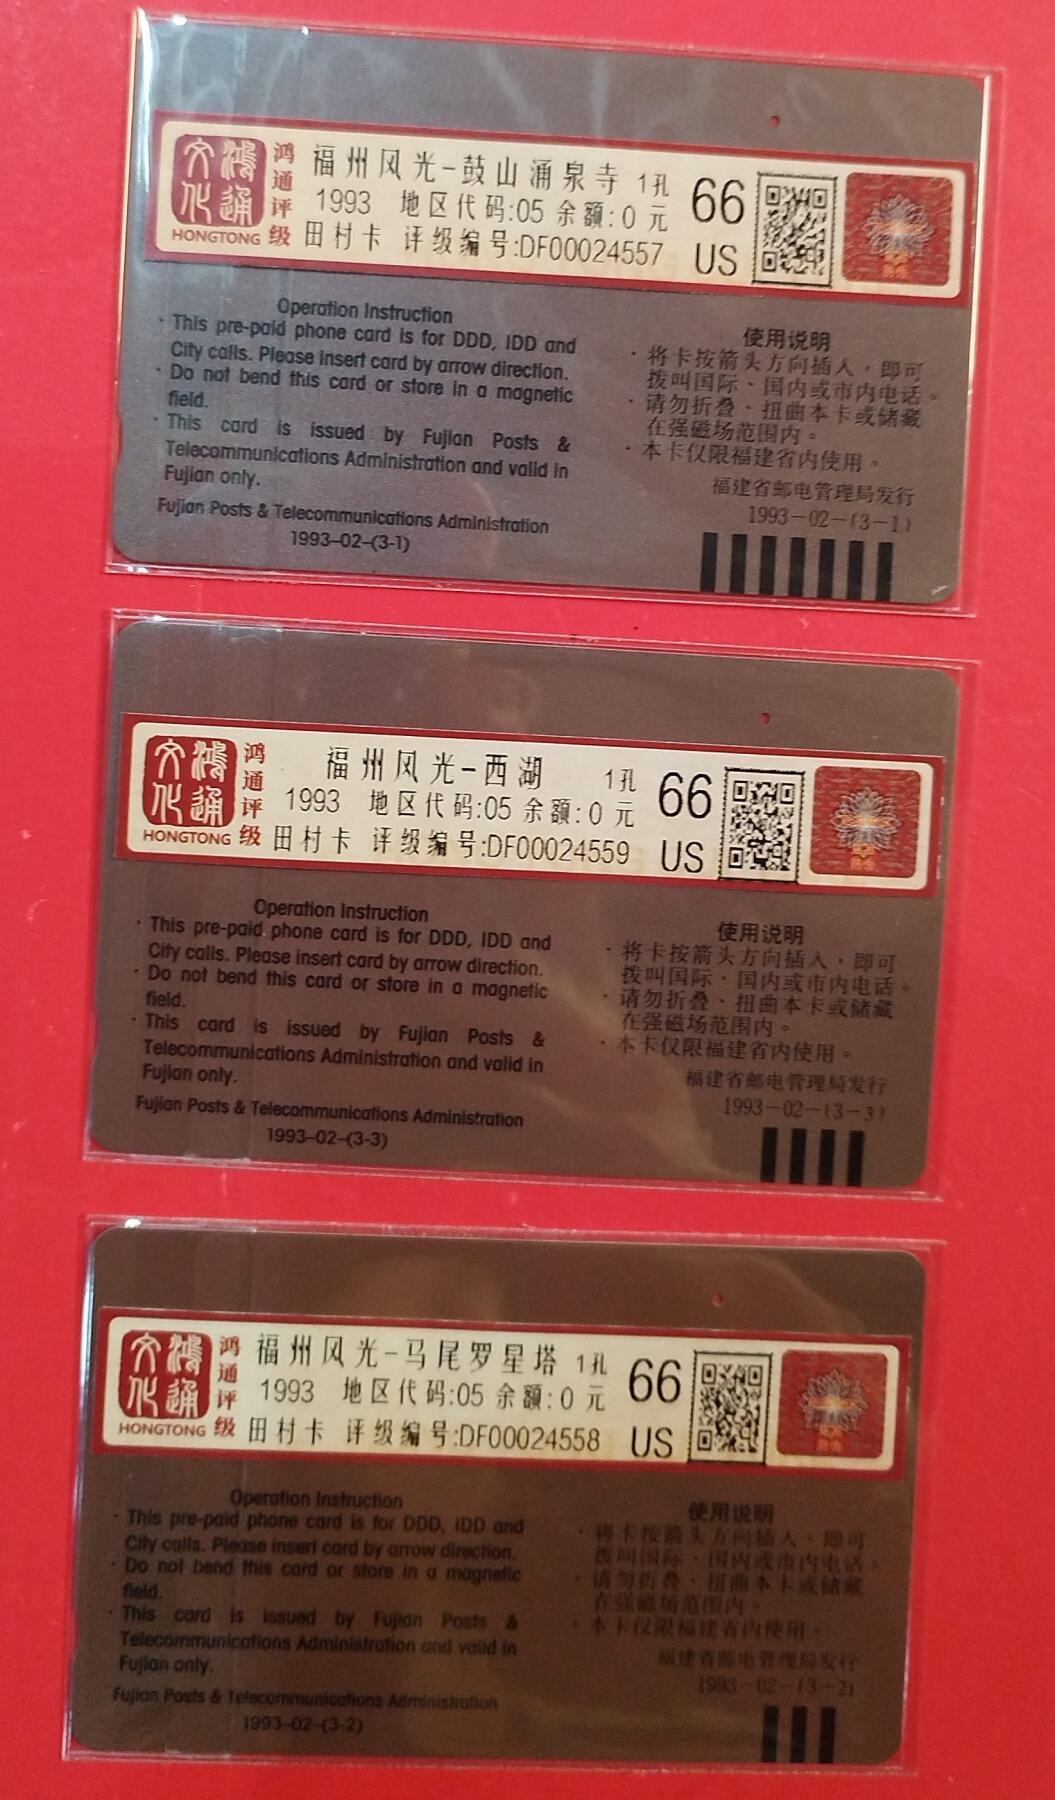 鸿通文化
HONGTONG
鸿通评级
福州风光-鼓山涌泉寺 1孔
1993 地区代码:05 余額:0 元
田村卡 评级编号:DF00024557
66
US
Operation Instruction
· This pre-paid phone card is for DDD, IDD and
City calls. Please insert card by arrow direction.
· Do not bend this card or store in a magnetic
field.
· This card is issued by Fujian Posts &
Telecommunications Administration and valid in
Fujian only.
Fujian Posts & Telecommunications Administration
1993–02–(3-1)
使用说明
· 将卡按箭头方向插入，即可
拨叫国际、国内或市内电话。
· 请勿折叠、扭曲本卡或储藏
在强磁场范围内。
· 本卡仅限福建省内使用。
福建省邮电管理局发行
1993－02－(3－1)
鸿通文化
HONGTONG
鸿通评级
福州风光-西湖 1孔
1993 地区代码:05 余額:0 元
田村卡 评级编号:DF00024559
66
US
Operation Instruction
· This pre-paid phone card is for DDD, IDD and
City calls. Please insert card by arrow direction.
· Do not bend this card or store in a magnetic
field.
· This card is issued by Fujian Posts &
Telecommunications Administration and valid in
Fujian only.
Fujian Posts & Telecommunications Administration
1993–02–(3-3)
使用说明
· 将卡按箭头方向插入，即可
拨叫国际、国内或市内电话。
· 请勿折叠、扭曲本卡或储藏
在强磁场范围内。
· 本卡仅限福建省内使用。
福建省邮电管理局发行
1993－02－(3－3)
鸿通文化
HONGTONG
鸿通评级
福州风光-马尾罗星塔 1孔
1993 地区代码:05 余額:0 元
田村卡 评级编号:DF00024558
66
US
Operation Instruction
· This pre-paid phone card is for DDD, IDD and
City calls. Please insert card by arrow direction.
· Do not bend this card or store in a magnetic
field.
· This card is issued by Fujian Posts &
Telecommunications Administration and valid in
Fujian only.
Fujian Posts & Telecommunications Administration
1993–02–(3-2)
使用说明
· 将卡按箭头方向插入，即可
拨叫国际、国内或市内电话。
· 请勿折叠、扭曲本卡或储藏
在强磁场范围内。
· 本卡仅限福建省内使用。
福建省邮电管理局发行
1993－02－(3－2)